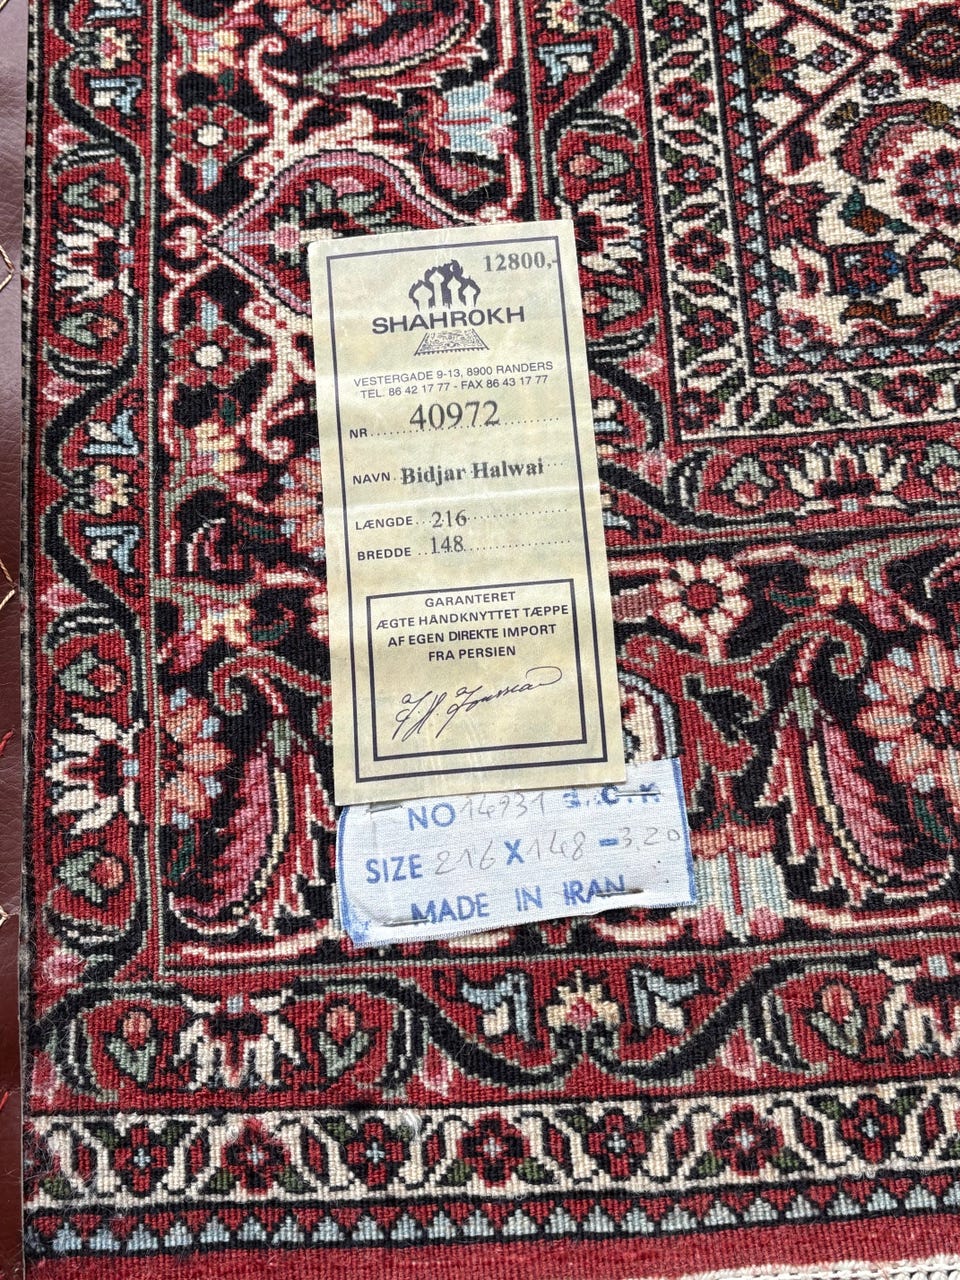 12800,-
SHAHROKH
VESTERGADE 9-13, 8900 RANDERS
TEL. 86 42 17 77 - FAX 86 43 17 77
NR. 40972
NAVN. Bidjar Halwai
LÆNGDE 216
BREDDE 148
GARANTERET
ÆGTE HÅNDKNYTTET TÆPPE
AF EGEN DIREKTE IMPORT
FRA PERSIEN
NO 14931
SIZE 216 X 148 = 3.20
MADE IN IRAN